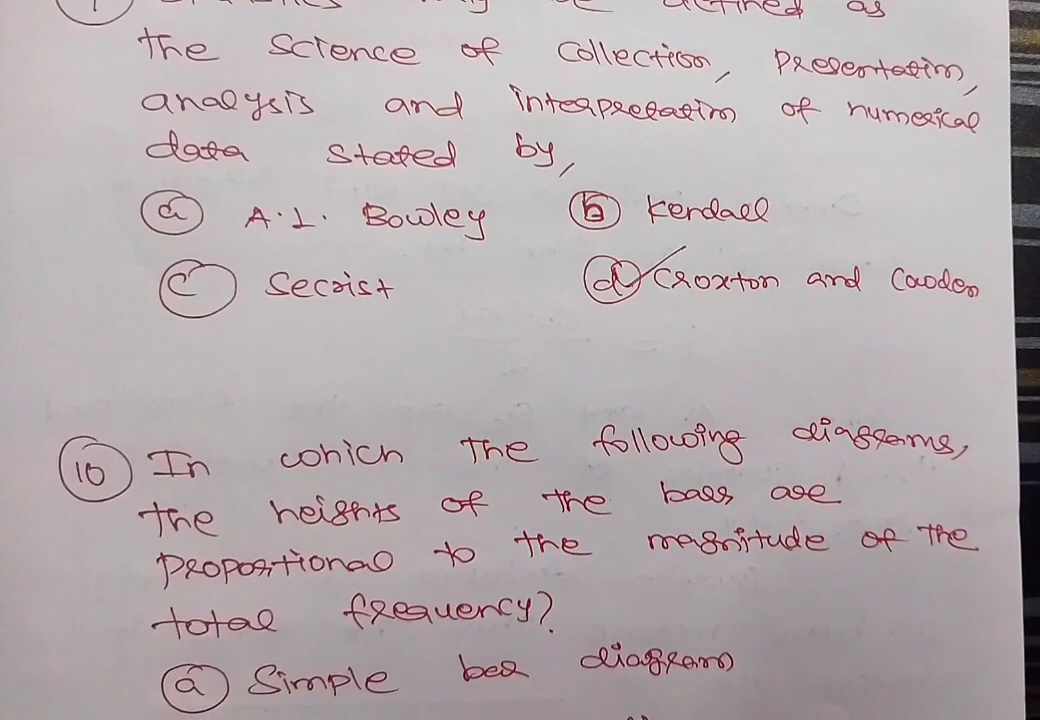 defined as
the science of collection, presentation,
analysis and interpretation of numerical
data stated by,
(a) A.L. Bowley (b) Kendall
(c) Secrist (d) Croxton and Cowden
(10) In which the following diagrams,
the heights of the bars are
proportional to the magnitude of the
total frequency?
(a) Simple bar diagram